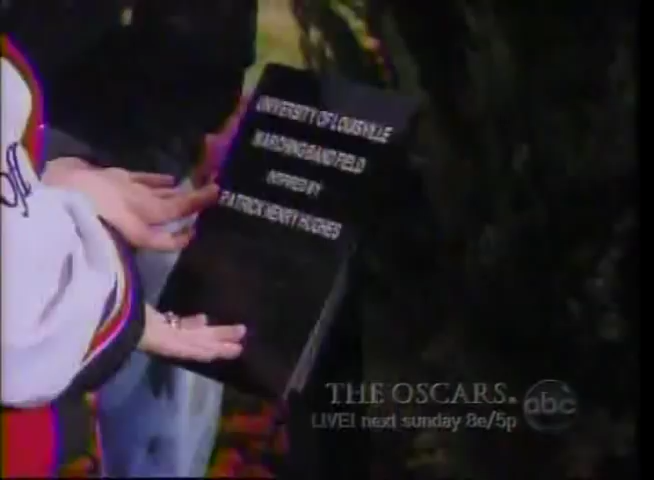 UNIVERSITY OF LOUISVILLE
MARCHING BAND FIELD
INSPIRED BY
PATRICK HENRY HUGHES
THE OSCARS.
LIVE! next sunday 8e/5p
abc